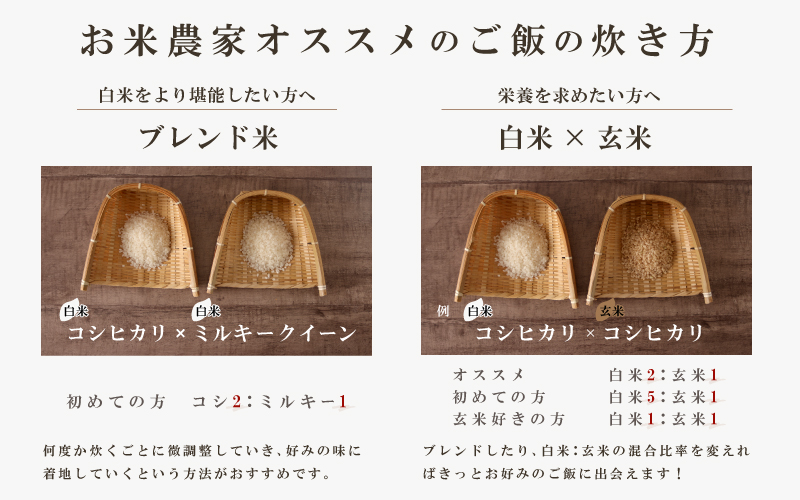 お米農家オススメのご飯の炊き方
白米をより堪能したい方へ
ブレンド米
白米
白米
コシヒカリ × ミルキークイーン
初めての方 コシ2：ミルキー1
何度か炊くごとに微調整していき、好みの味に
着地していくという方法がおすすめです。
栄養を求めたい方へ
白米 × 玄米
例 白米
玄米
コシヒカリ × コシヒカリ
オススメ 白米2：玄米1
初めての方 白米5：玄米1
玄米好きの方 白米1：玄米1
ブレンドしたり、白米：玄米の混合比率を変えれ
ばきっとお好みのご飯に出会えます！